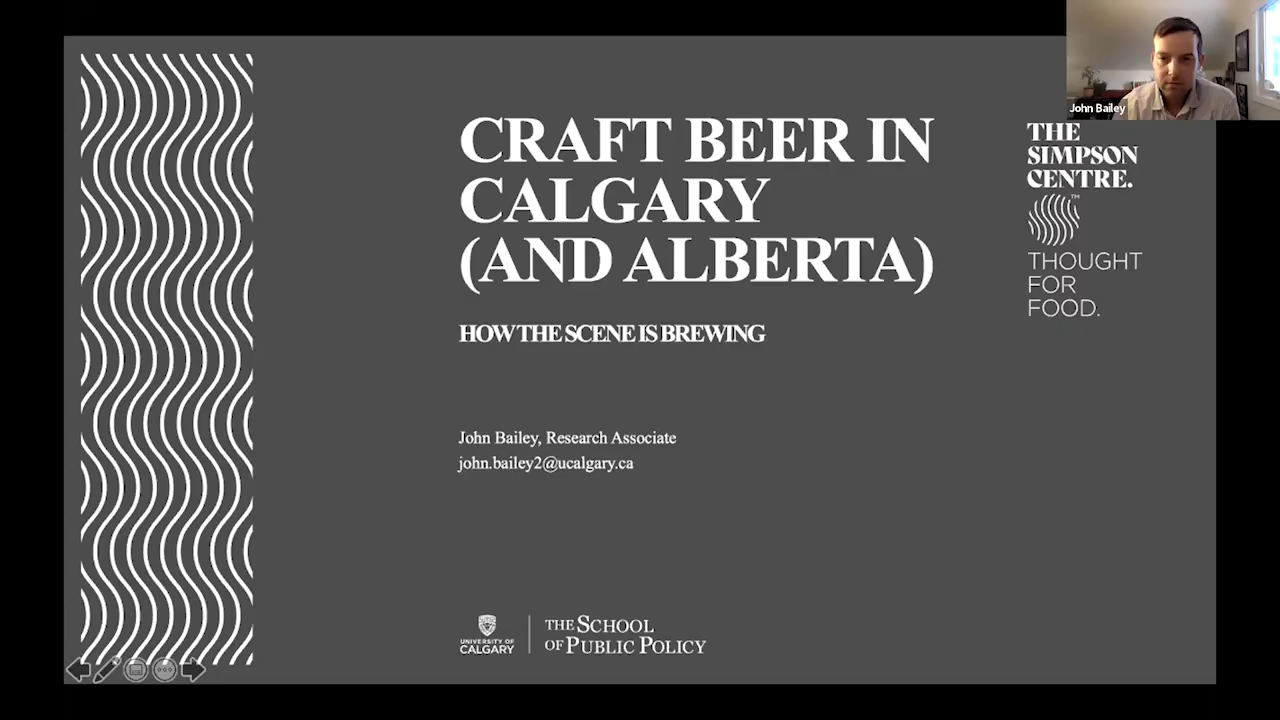 John Bailey
CRAFT BEER IN
CALGARY
(AND ALBERTA)
HOW THE SCENE IS BREWING
John Bailey, Research Associate
john.bailey2@ucalgary.ca
THE
SIMPSON
CENTRE.
TM
THOUGHT
FOR
FOOD.
UNIVERSITY OF
CALGARY
THE SCHOOL
OF PUBLIC POLICY